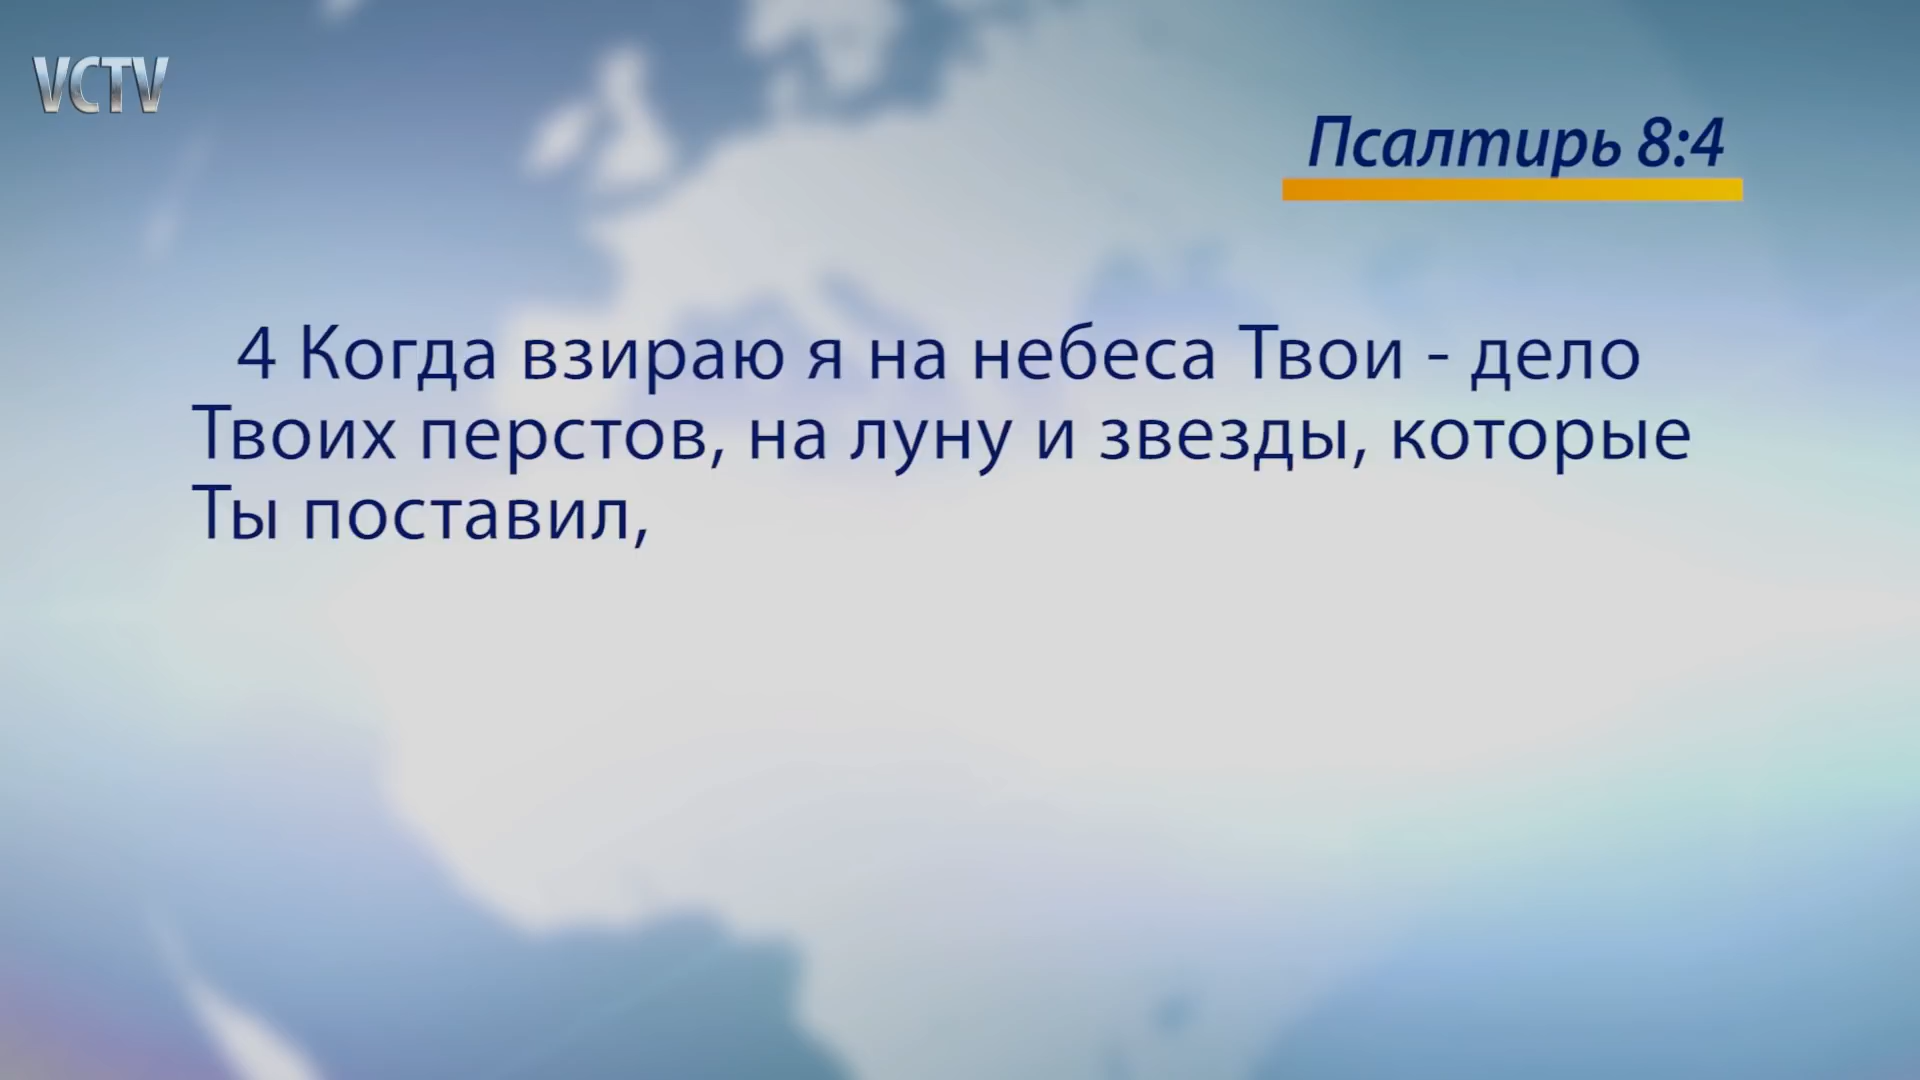 VCTV
Псалтирь 8:4
4 Когда взираю я на небеса Твои - дело
Твоих перстов, на луну и звезды, которые
Ты поставил,